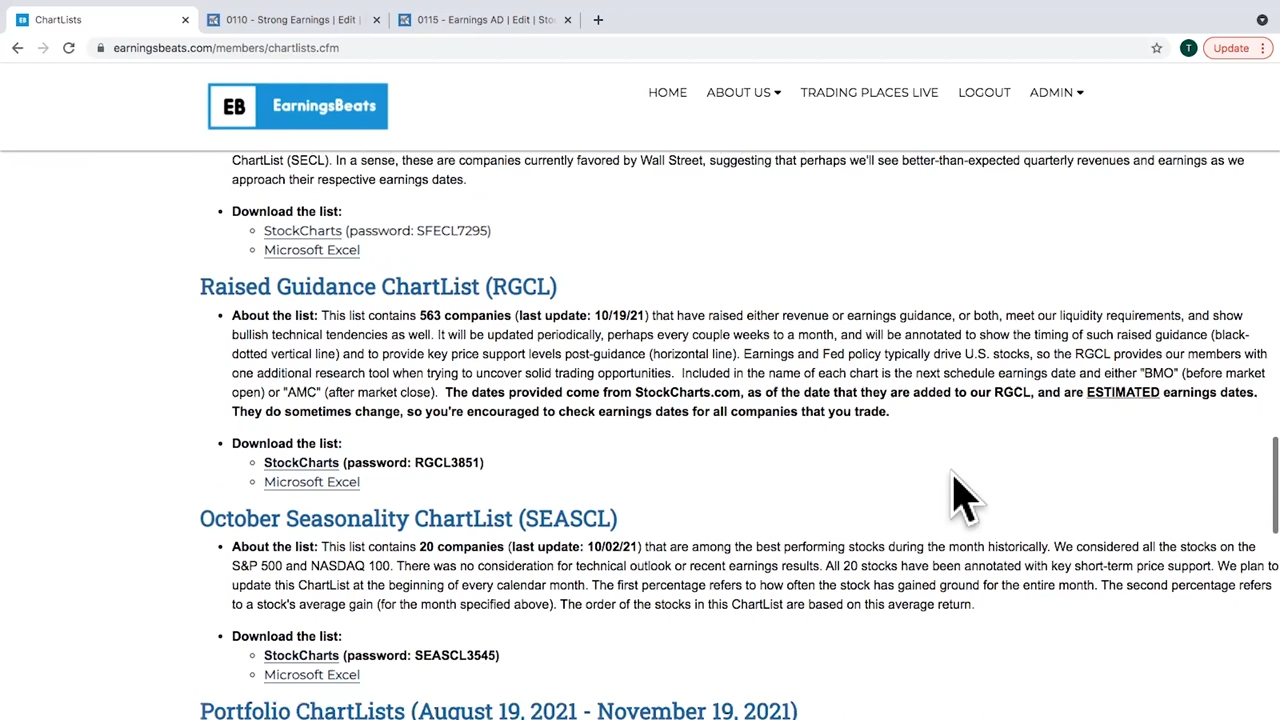 ChartLists
0110 - Strong Earnings | Edit |
0115 - Earnings AD | Edit | Sto
earningsbeats.com/members/chartlists.cfm
T
Update
EB EarningsBeats
HOME ABOUT US TRADING PLACES LIVE LOGOUT ADMIN
ChartList (SECL). In a sense, these are companies currently favored by Wall Street, suggesting that perhaps we'll see better-than-expected quarterly revenues and earnings as we
approach their respective earnings dates.
• Download the list:
StockCharts (password: SFECL7295)
Microsoft Excel
Raised Guidance ChartList (RGCL)
• About the list: This list contains 563 companies (last update: 10/19/21) that have raised either revenue or earnings guidance, or both, meet our liquidity requirements, and show
bullish technical tendencies as well. It will be updated periodically, perhaps every couple weeks to a month, and will be annotated to show the timing of such raised guidance (black-
dotted vertical line) and to provide key price support levels post-guidance (horizontal line). Earnings and Fed policy typically drive U.S. stocks, so the RGCL provides our members with
one additional research tool when trying to uncover solid trading opportunities. Included in the name of each chart is the next schedule earnings date and either "BMO" (before market
open) or "AMC" (after market close). The dates provided come from StockCharts.com, as of the date that they are added to our RGCL, and are ESTIMATED earnings dates.
They do sometimes change, so you're encouraged to check earnings dates for all companies that you trade.
• Download the list:
StockCharts (password: RGCL3851)
Microsoft Excel
October Seasonality ChartList (SEASCL)
• About the list: This list contains 20 companies (last update: 10/02/21) that are among the best performing stocks during the month historically. We considered all the stocks on the
S&P 500 and NASDAQ 100. There was no consideration for technical outlook or recent earnings results. All 20 stocks have been annotated with key short-term price support. We plan to
update this ChartList at the beginning of every calendar month. The first percentage refers to how often the stock has gained ground for the entire month. The second percentage refers
to a stock's average gain (for the month specified above). The order of the stocks in this ChartList are based on this average return.
• Download the list:
StockCharts (password: SEASCL3545)
Microsoft Excel
Portfolio ChartLists (August 19, 2021 - November 19, 2021)